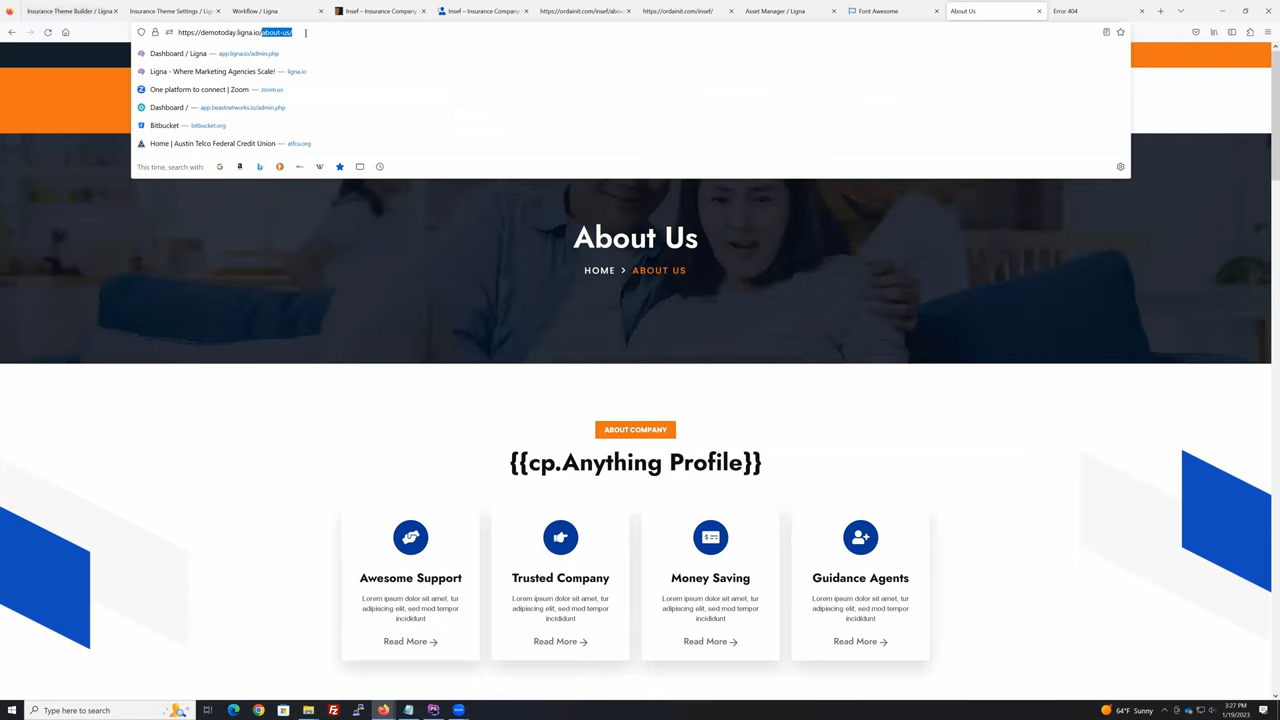 Insurance Theme Builder / Ligna
Insurance Theme Settings / Lign
Workflow / Ligna
Insef – Insurance Company
Insef – Insurance Company
https://ordainit.com/insef/abou
https://ordainit.com/insef/
Asset Manager / Ligna
Font Awesome
About Us
Error 404
https://demotoday.ligna.io/about-us/
Dashboard / Ligna — app.ligna.io/admin.php
Ligna - Where Marketing Agencies Scale! — ligna.io
One platform to connect | Zoom — zoom.us
Dashboard / — app.beastnetworks.io/admin.php
Bitbucket — bitbucket.org
Home | Austin Telco Federal Credit Union — atfcu.org
This time, search with:
About Us
HOME > ABOUT US
ABOUT COMPANY
{{cp.Anything Profile}}
Awesome Support
Lorem ipsum dolor sit amet, tur
adipiscing elit, sed mod tempor
incididunt
Read More →
Trusted Company
Lorem ipsum dolor sit amet, tur
adipiscing elit, sed mod tempor
incididunt
Read More →
Money Saving
Lorem ipsum dolor sit amet, tur
adipiscing elit, sed mod tempor
incididunt
Read More →
Guidance Agents
Lorem ipsum dolor sit amet, tur
adipiscing elit, sed mod tempor
incididunt
Read More →
Type here to search
64°F Sunny
3:27 PM
1/19/2023